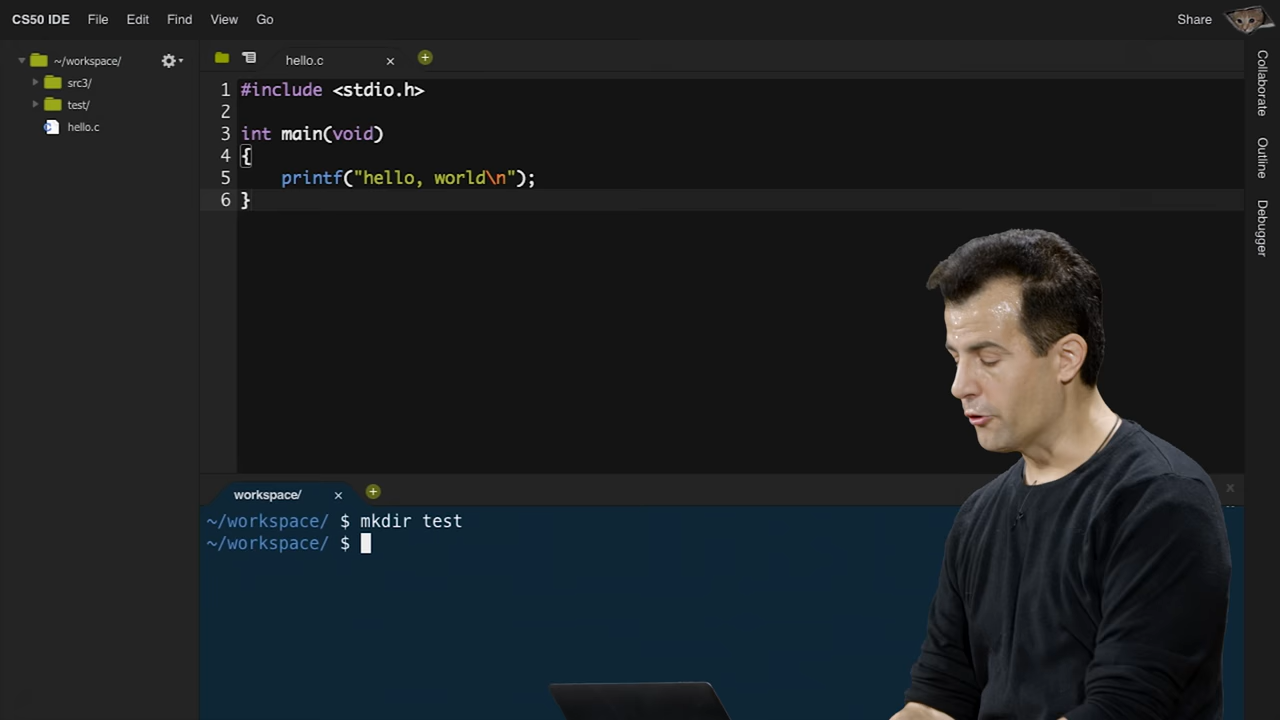 CS50 IDE File Edit Find View Go Share
~/workspace/
src3/
test/
hello.c
hello.c
1 #include <stdio.h>
2
3 int main(void)
4 {
5     printf("hello, world\n");
6 }
Collaborate
Outline
Debugger
workspace/
~/workspace/ $ mkdir test
~/workspace/ $